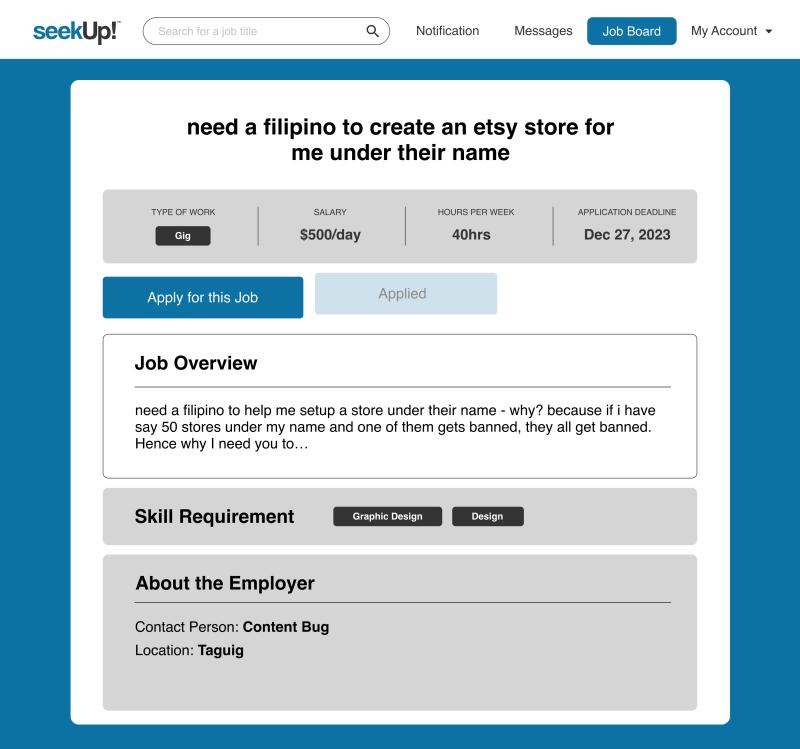 seekUp!™
Search for a job title
Notification
Messages
Job Board
My Account
need a filipino to create an etsy store for
me under their name
TYPE OF WORK
Gig
SALARY
$500/day
HOURS PER WEEK
40hrs
APPLICATION DEADLINE
Dec 27, 2023
Apply for this Job
Applied
Job Overview
need a filipino to help me setup a store under their name - why? because if i have
say 50 stores under my name and one of them gets banned, they all get banned.
Hence why I need you to…
Skill Requirement
Graphic Design
Design
About the Employer
Contact Person: Content Bug
Location: Taguig